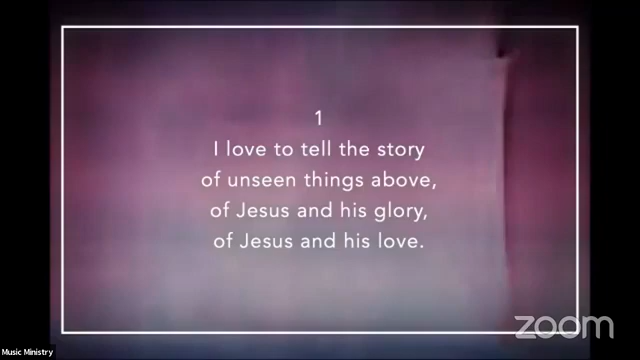 1
I love to tell the story
of unseen things above,
of Jesus and his glory,
of Jesus and his love.
zoom
Music Ministry